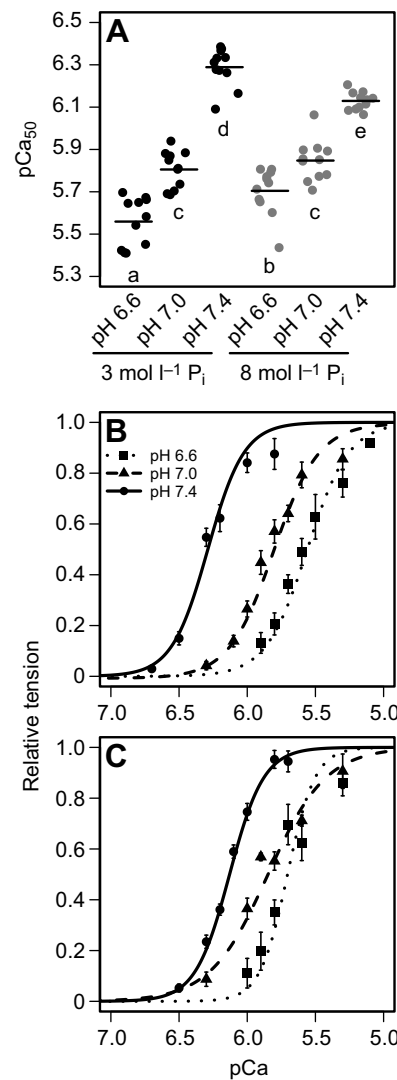 A
6.5
6.3
6.1
5.9
5.7
5.5
5.3
pCa50
a
c
d
b
c
e
pH 6.6
pH 7.0
pH 7.4
pH 6.6
pH 7.0
pH 7.4
3 mol l–1 Pi
8 mol l–1 Pi
B
1.0
0.8
0.6
0.4
0.2
0
pH 6.6
pH 7.0
pH 7.4
7.0
6.5
6.0
5.5
5.0
Relative tension
C
1.0
0.8
0.6
0.4
0.2
0
7.0
6.5
6.0
5.5
5.0
pCa